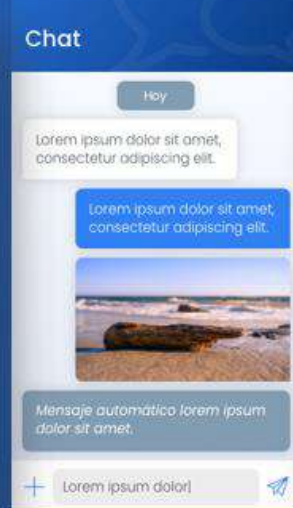 Chat
Hoy
Lorem ipsum dolor sit amet,
consectetur adipiscing elit.
Lorem ipsum dolor sit amet,
consectetur adipiscing elit.
Mensaje automático lorem ipsum
dolor sit amet.
Lorem ipsum dolor